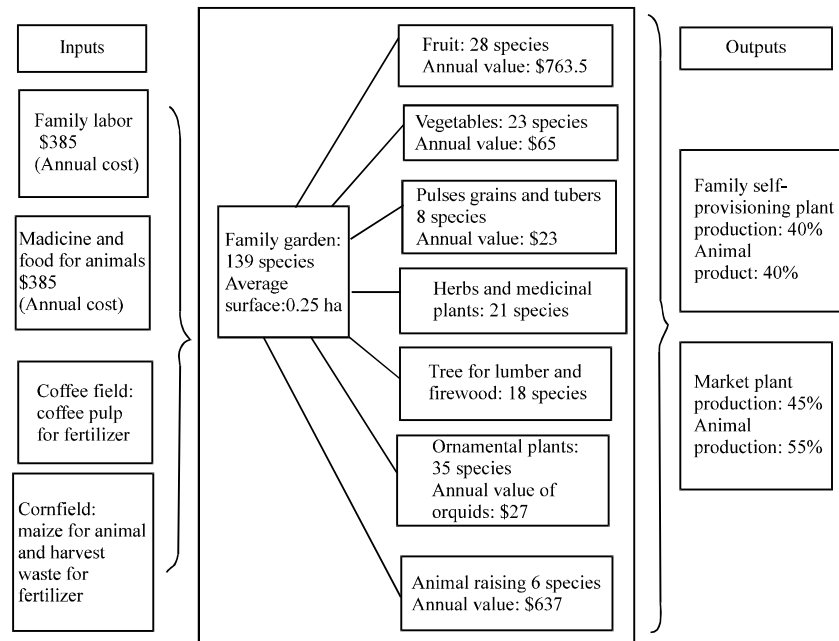 Inputs
Family labor
$385
(Annual cost)
Madicine and
food for animals
$385
(Annual cost)
Coffee field:
coffee pulp
for fertilizer
Cornfield:
maize for animal
and harvest
waste for
fertilizer
Family garden:
139 species
Average
surface:0.25 ha
Fruit: 28 species
Annual value: $763.5
Vegetables: 23 species
Annual value: $65
Pulses grains and tubers
8 species
Annual value: $23
Herbs and medicinal
plants: 21 species
Tree for lumber and
firewood: 18 species
Ornamental plants:
35 species
Annual value of
orquids: $27
Animal raising 6 species
Annual value: $637
Outputs
Family self-
provisioning plant
production: 40%
Animal
product: 40%
Market plant
production: 45%
Animal
production: 55%